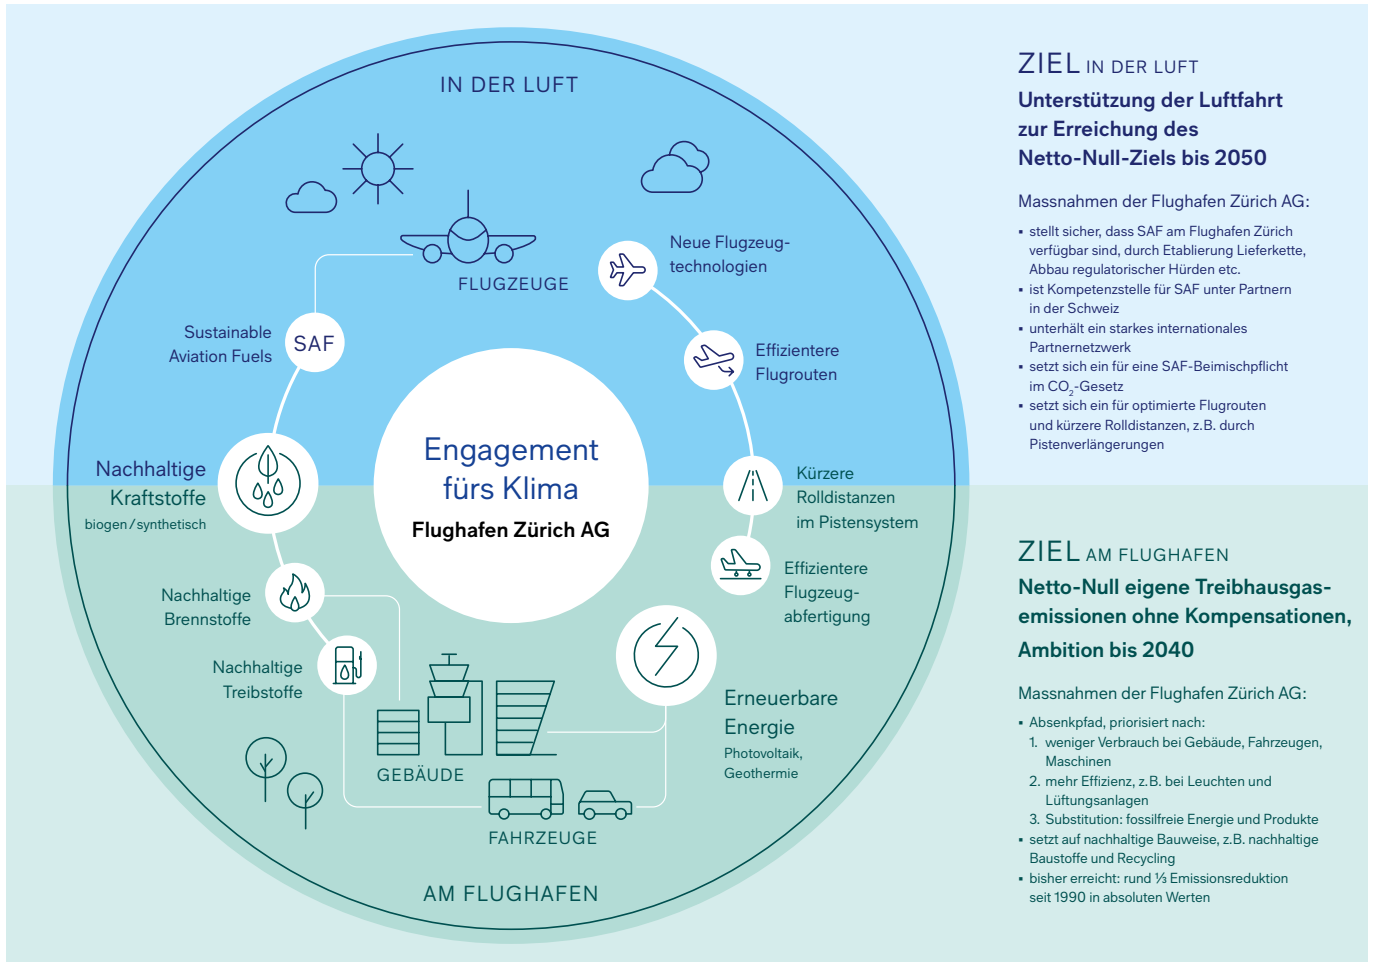 IN DER LUFT
FLUGZEUGE
Neue Flugzeug-
technologien
Sustainable
Aviation Fuels
SAF
Effizientere
Flugrouten
Engagement
fürs Klima
Flughafen Zürich AG
Nachhaltige
Kraftstoffe
biogen/synthetisch
Kürzere
Rolldistanzen
im Pistensystem
Effizientere
Flugzeug-
abfertigung
Nachhaltige
Brennstoffe
Nachhaltige
Treibstoffe
Erneuerbare
Energie
Photovoltaik,
Geothermie
GEBÄUDE
FAHRZEUGE
AM FLUGHAFEN
ZIEL IN DER LUFT
Unterstützung der Luftfahrt
zur Erreichung des
Netto-Null-Ziels bis 2050
Massnahmen der Flughafen Zürich AG:
▪ stellt sicher, dass SAF am Flughafen Zürich
verfügbar sind, durch Etablierung Lieferkette,
Abbau regulatorischer Hürden etc.
▪ ist Kompetenzstelle für SAF unter Partnern
in der Schweiz
▪ unterhält ein starkes internationales
Partnernetzwerk
▪ setzt sich ein für eine SAF-Beimischpflicht
im CO₂-Gesetz
▪ setzt sich ein für optimierte Flugrouten
und kürzere Rolldistanzen, z.B. durch
Pistenverlängerungen
ZIEL AM FLUGHAFEN
Netto-Null eigene Treibhausgas-
emissionen ohne Kompensationen,
Ambition bis 2040
Massnahmen der Flughafen Zürich AG:
▪ Absenkpfad, priorisiert nach:
1. weniger Verbrauch bei Gebäude, Fahrzeugen,
Maschinen
2. mehr Effizienz, z.B. bei Leuchten und
Lüftungsanlagen
3. Substitution: fossilfreie Energie und Produkte
▪ setzt auf nachhaltige Bauweise, z.B. nachhaltige
Baustoffe und Recycling
▪ bisher erreicht: rund ⅓ Emissionsreduktion
seit 1990 in absoluten Werten